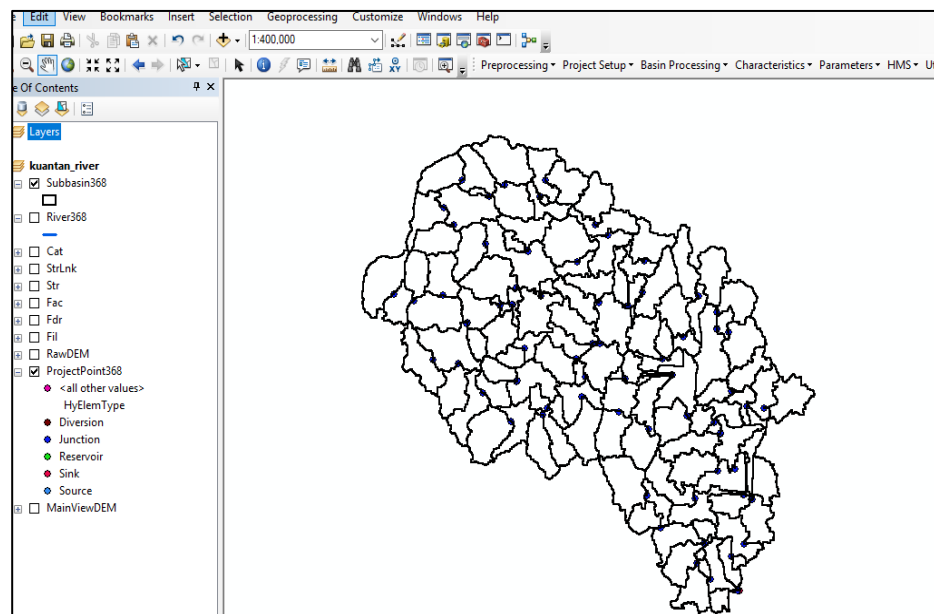 e Edit View Bookmarks Insert Selection Geoprocessing Customize Windows Help
1:400,000
Preprocessing Project Setup Basin Processing Characteristics Parameters HMS Ut
e Of Contents
Layers
kuantan_river
Subbasin368
River368
Cat
StrLnk
Str
Fac
Fdr
Fil
RawDEM
ProjectPoint368
<all other values>
HyElemType
Diversion
Junction
Reservoir
Sink
Source
MainViewDEM